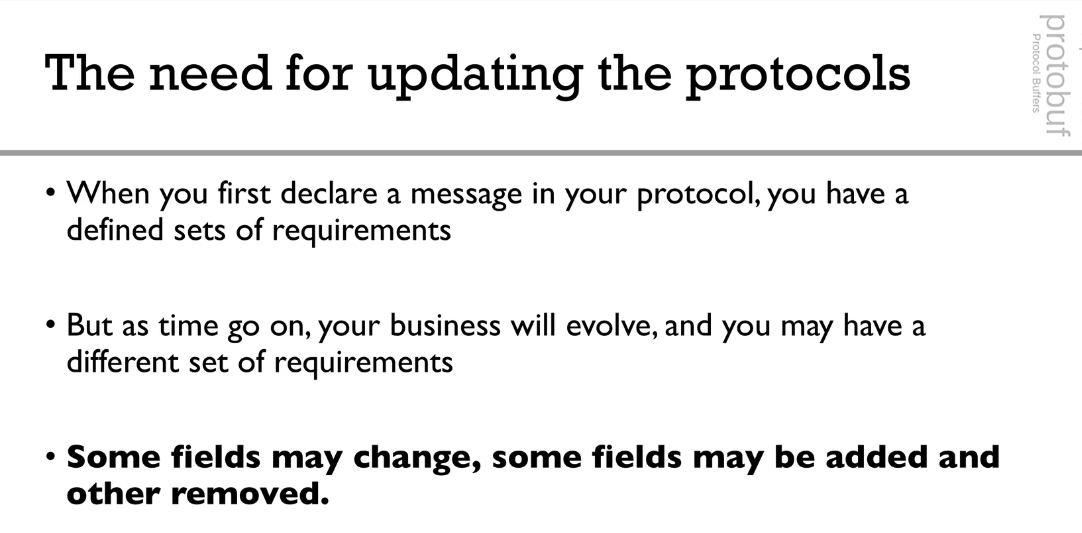 The need for updating the protocols
protobuf
Protocol Buffers
• When you first declare a message in your protocol, you have a
defined sets of requirements
• But as time go on, your business will evolve, and you may have a
different set of requirements
• Some fields may change, some fields may be added and
other removed.